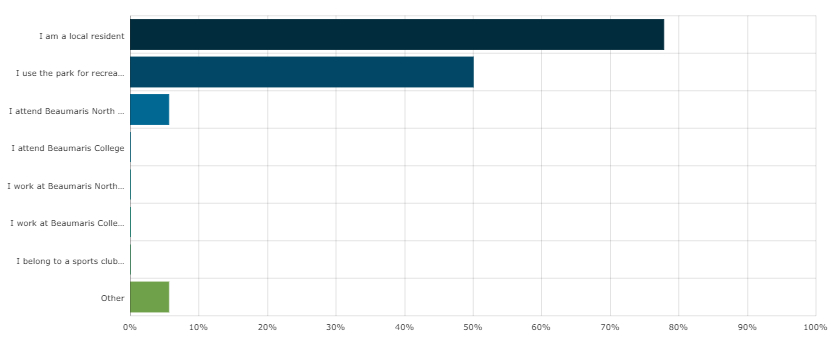 I am a local resident
I use the park for recrea...
I attend Beaumaris North ...
I attend Beaumaris College
I work at Beaumaris North...
I work at Beaumaris Colle...
I belong to a sports club...
Other
0% 10% 20% 30% 40% 50% 60% 70% 80% 90% 100%